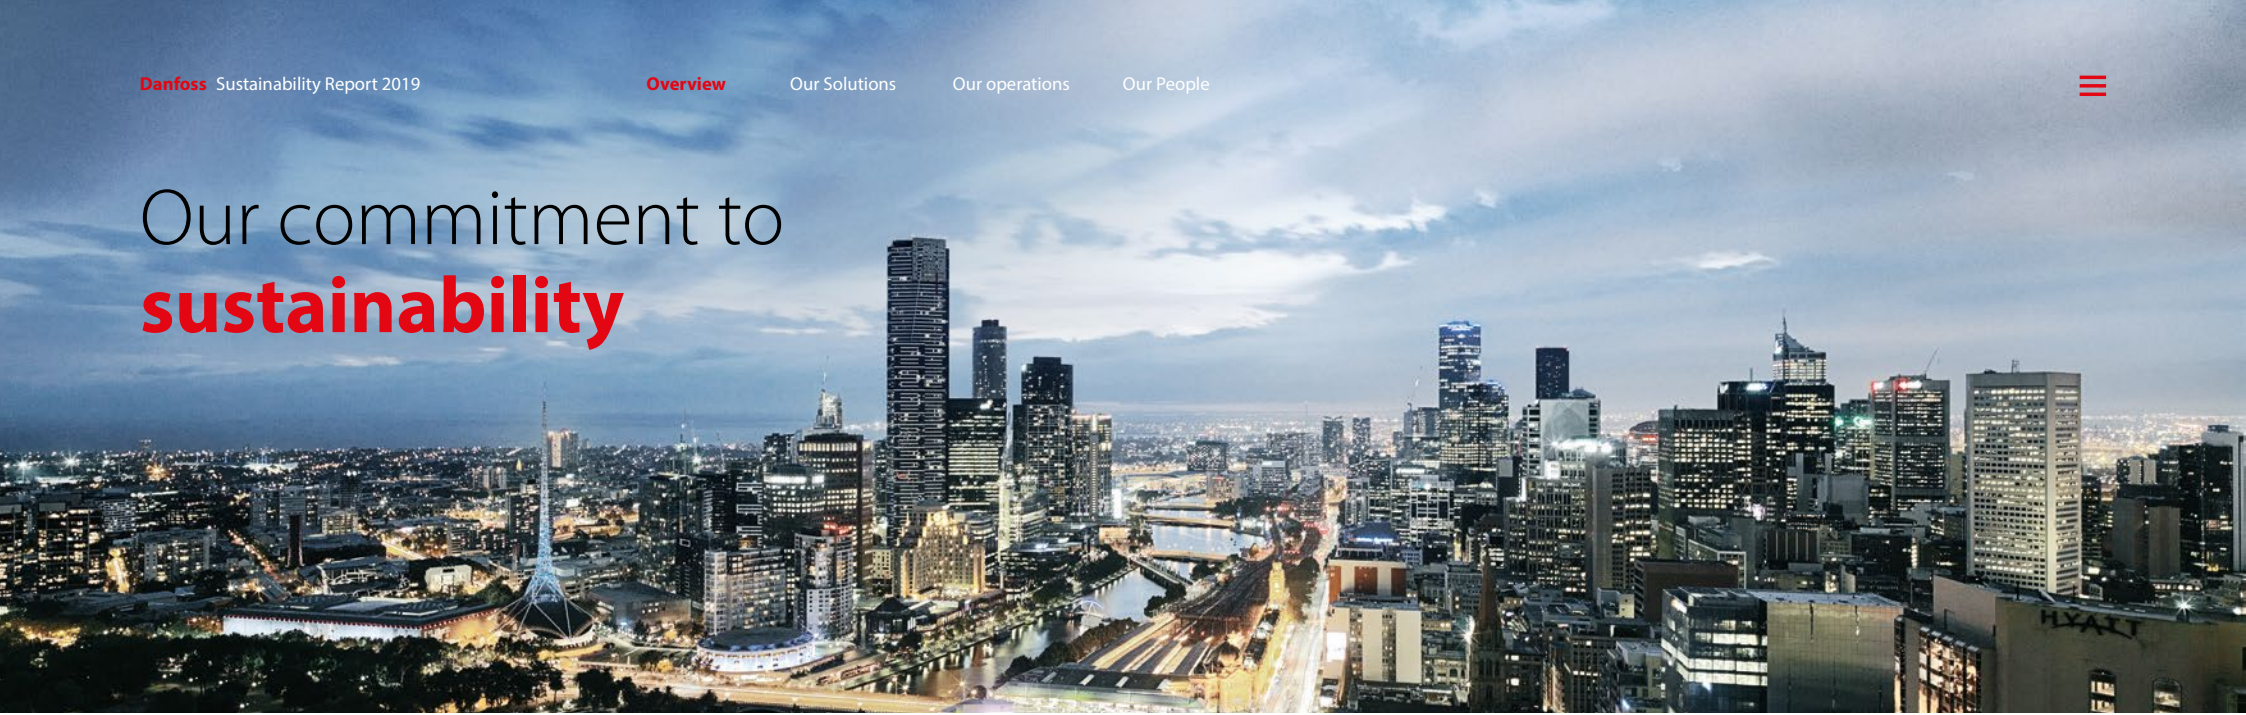 Danfoss Sustainability Report 2019 Overview Our Solutions Our operations Our People
Our commitment to
sustainability
HYATT